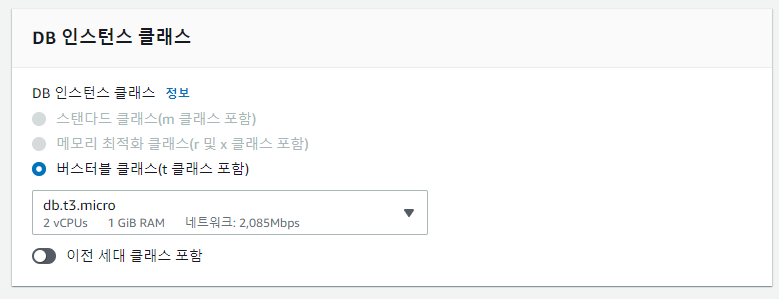 DB 인스턴스 클래스
DB 인스턴스 클래스 정보
스탠다드 클래스(m 클래스 포함)
메모리 최적화 클래스(r 및 x 클래스 포함)
버스터블 클래스(t 클래스 포함)
db.t3.micro
2 vCPUs 1 GiB RAM 네트워크: 2,085Mbps
이전 세대 클래스 포함